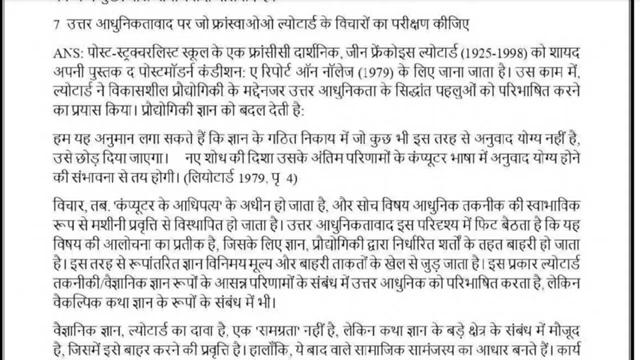 7 उत्तर आधुनिकतावाद पर जो फ्रांस्वाओओ ल्योटार्ड के विचारों का परीक्षण कीजिए
ANS: पोस्ट-स्ट्रक्चरलिस्ट स्कूल के एक फ्रांसीसी दार्शनिक, जीन फ्रेंकोइस ल्योटार्ड (1925-1998) को शायद
अपनी पुस्तक द पोस्टमॉडर्न कंडीशन: ए रिपोर्ट ऑन नॉलेज (1979) के लिए जाना जाता है। उस काम में,
ल्योटार्ड ने विकासशील प्रौद्योगिकी के मद्देनजर उत्तर आधुनिकता के सिद्धांत पहलुओं को परिभाषित करने
का प्रयास किया। प्रौद्योगिकी ज्ञान को बदल देती है:
हम यह अनुमान लगा सकते हैं कि ज्ञान के गठित निकाय में जो कुछ भी इस तरह से अनुवाद योग्य नहीं है,
उसे छोड़ दिया जाएगा। नए शोध की दिशा उसके अंतिम परिणामों के कंप्यूटर भाषा में अनुवाद योग्य होने
की संभावना से तय होगी। (लियोटार्ड 1979, पृ 4)
विचार, तब, 'कंप्यूटर के आधिपत्य' के अधीन हो जाता है, और सोच विषय आधुनिक तकनीक की स्वाभाविक
रूप से मशीनी प्रवृत्ति से विस्थापित हो जाता है। उत्तर आधुनिकतावाद इस परिदृश्य में फिट बैठता है कि यह
विषय की आलोचना का प्रतीक है, जिसके लिए ज्ञान, प्रौद्योगिकी द्वारा निर्धारित शर्तों के तहत बाहरी हो जाता
है। इस तरह से रूपांतरित ज्ञान विनिमय मूल्य और बाहरी ताकतों के खेल से जुड़ जाता है। इस प्रकार ल्योटार्ड
तकनीकी/वैज्ञानिक ज्ञान रूपों के आसन्न परिणामों के संबंध में उत्तर आधुनिक को परिभाषित करता है, लेकिन
वैकल्पिक कथा ज्ञान के रूपों के संबंध में भी।
वैज्ञानिक ज्ञान, ल्योटार्ड का दावा है, एक 'समग्रता' नहीं है, लेकिन कथा ज्ञान के बड़े क्षेत्र के संबंध में मौजूद
है, जिसमें इसे बाहर करने की प्रवृत्ति है। हालाँकि, ये बाद वाले सामाजिक सामंजस्य का आधार बनते हैं। कार्य